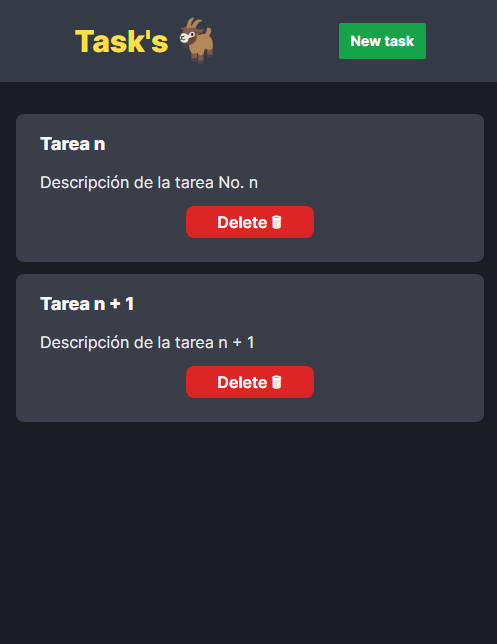 Task's 🐐
New task
Tarea n
Descripción de la tarea No. n
Delete 🗑
Tarea n + 1
Descripción de la tarea n + 1
Delete 🗑